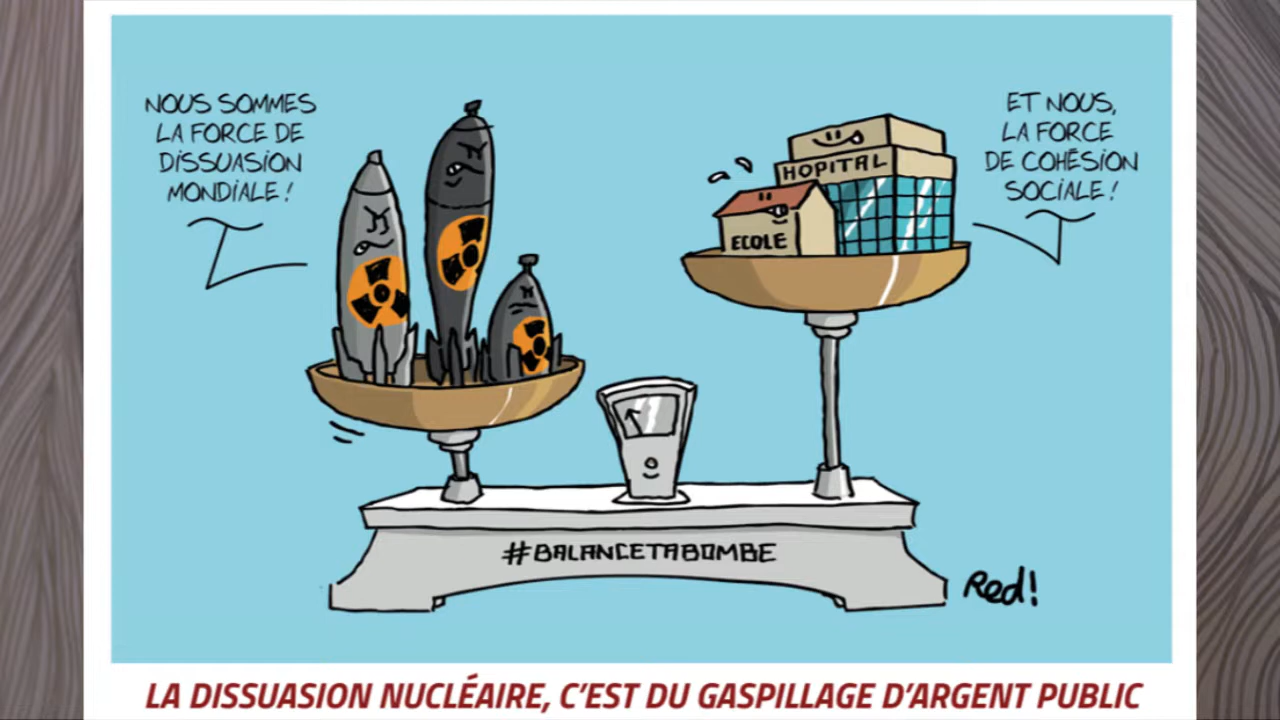 NOUS SOMMES
LA FORCE DE
DISSUASION
MONDIALE !
ET NOUS,
LA FORCE
DE COHÉSION
SOCIALE !
HOPITAL
ECOLE
#BALANCETABOMBE
Red!
LA DISSUASION NUCLÉAIRE, C'EST DU GASPILLAGE D'ARGENT PUBLIC